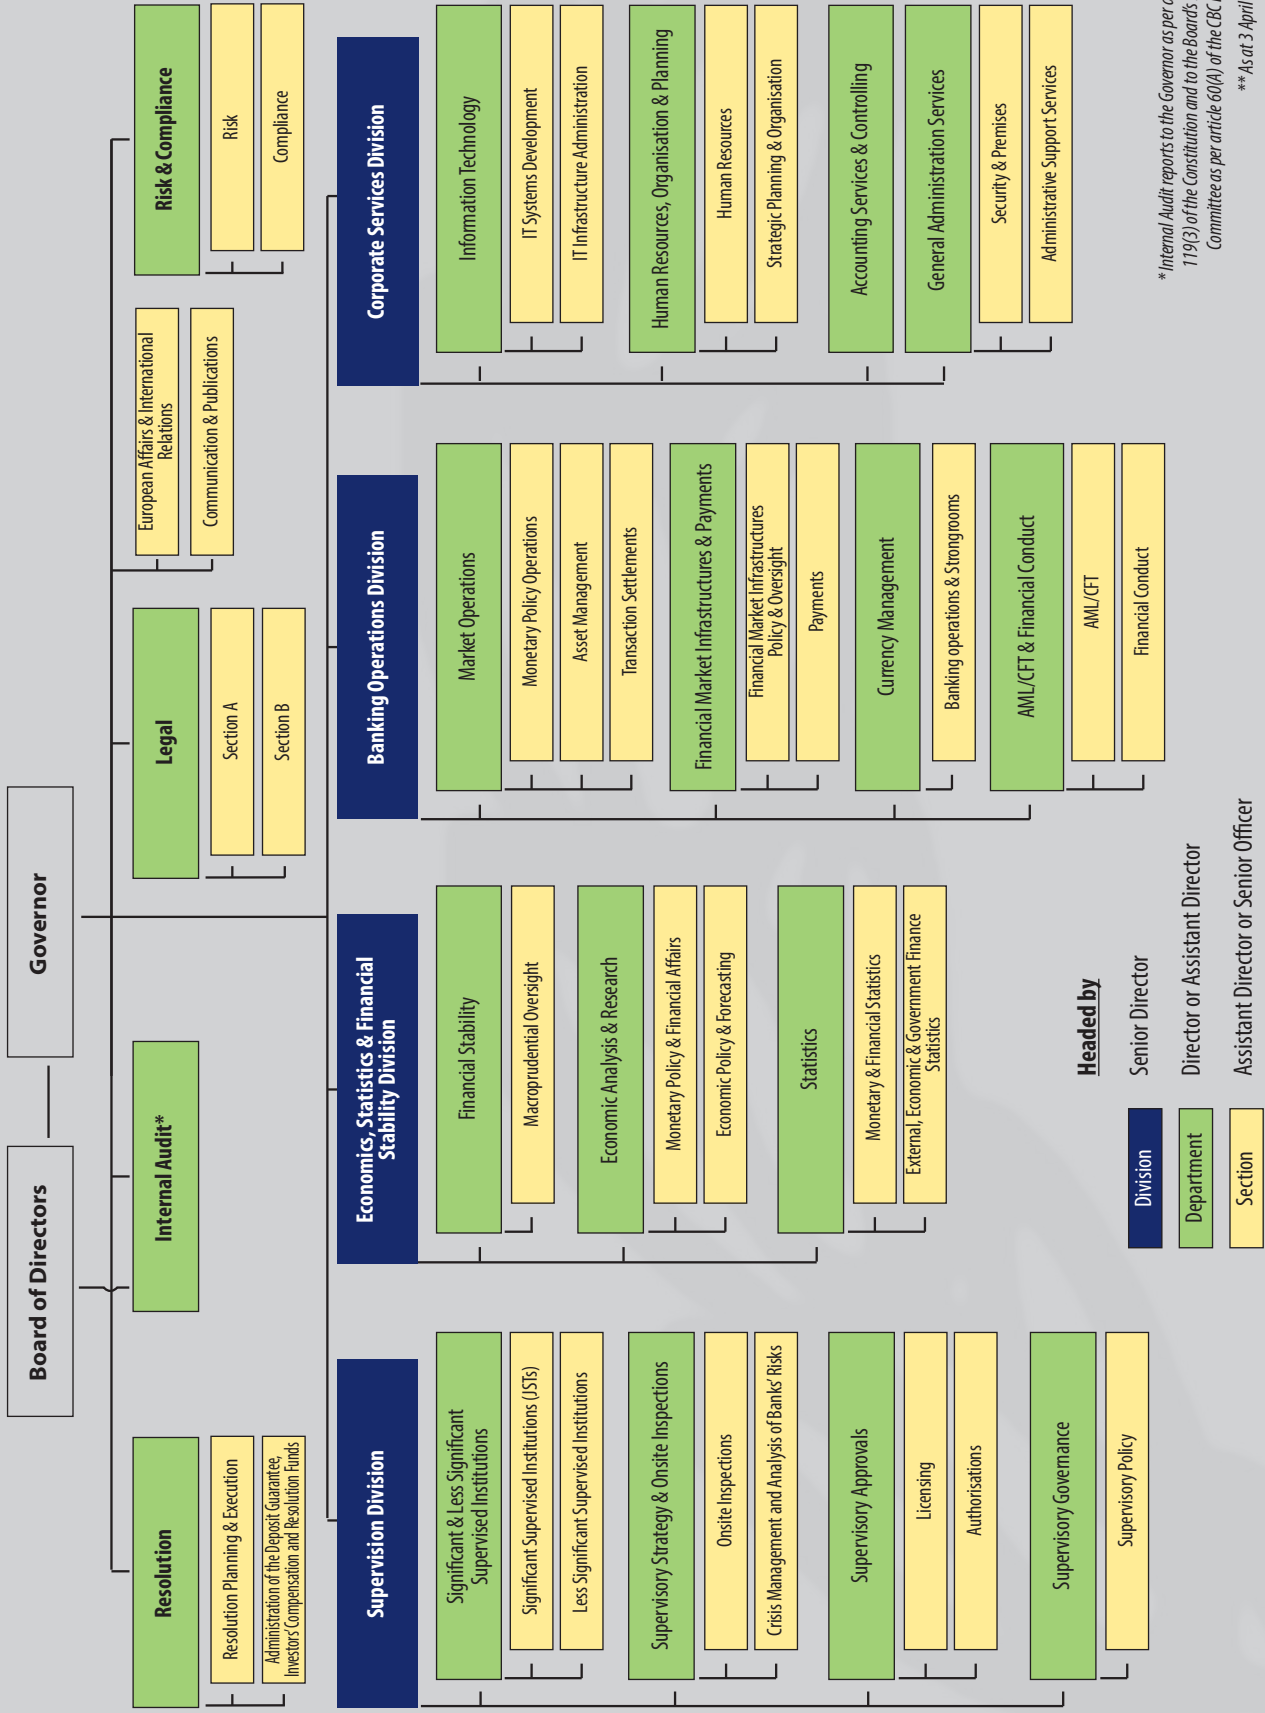 Board of Directors
Governor
Resolution
Resolution Planning & Execution
Administration of the Deposit Guarantee,
Investors' Compensation and Resolution Funds
Internal Audit*
Legal
Section A
Section B
European Affairs & International
Relations
Communication & Publications
Risk & Compliance
Risk
Compliance
Supervision Division
Significant & Less Significant
Supervised Institutions
Significant Supervised Institutions (JSTs)
Less Significant Supervised Institutions
Supervisory Strategy & Onsite Inspections
Onsite Inspections
Crisis Management and Analysis of Banks' Risks
Supervisory Approvals
Licensing
Authorisations
Supervisory Governance
Supervisory Policy
Economics, Statistics & Financial
Stability Division
Financial Stability
Macroprudential Oversight
Economic Analysis & Research
Monetary Policy & Financial Affairs
Economic Policy & Forecasting
Statistics
Monetary & Financial Statistics
External, Economic & Government Finance
Statistics
Banking Operations Division
Market Operations
Monetary Policy Operations
Asset Management
Transaction Settlements
Financial Market Infrastructures & Payments
Financial Market Infrastructures
Policy & Oversight
Payments
Currency Management
Banking operations & Strongrooms
AML/CFT & Financial Conduct
AML/CFT
Financial Conduct
Corporate Services Division
Information Technology
IT Systems Development
IT Infrastructure Administration
Human Resources, Organisation & Planning
Human Resources
Strategic Planning & Organisation
Accounting Services & Controlling
General Administration Services
Security & Premises
Administrative Support Services
Headed by
Division
Senior Director
Department
Director or Assistant Director
Section
Assistant Director or Senior Officer
* Internal Audit reports to the Governor as per
119(3) of the Constitution and to the Board's
Committee as per article 60(A) of the CBC
** As at 3 April